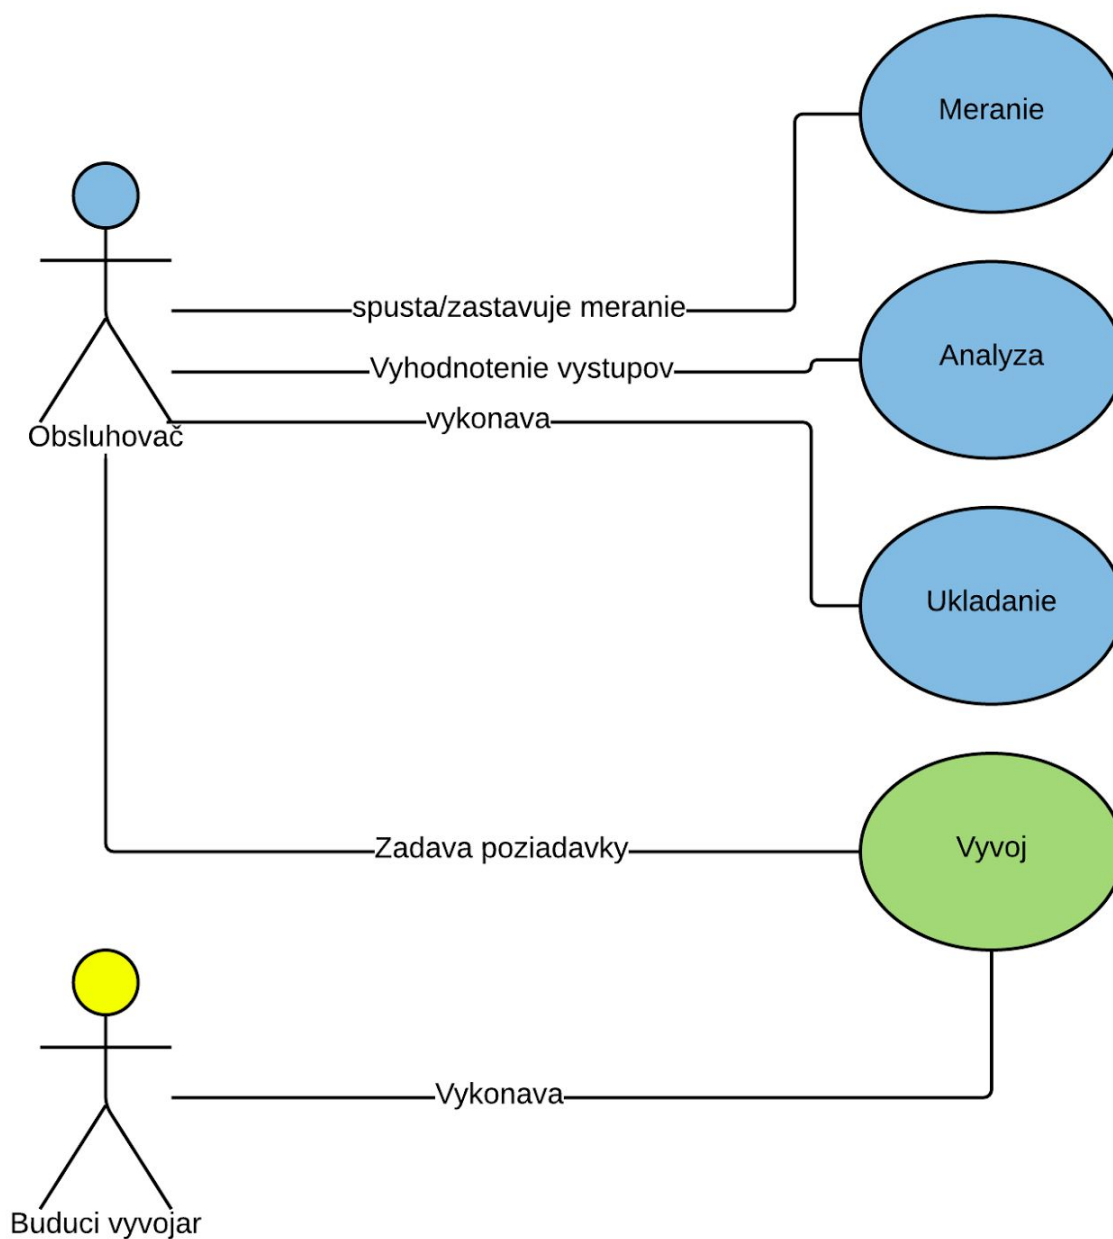 Meranie
spusta/zastavuje meranie
Analyza
Vyhodnotenie vystupov
vykonava
Obsluhovač
Ukladanie
Zadava poziadavky
Vyvoj
Vykonava
Buduci vyvojar